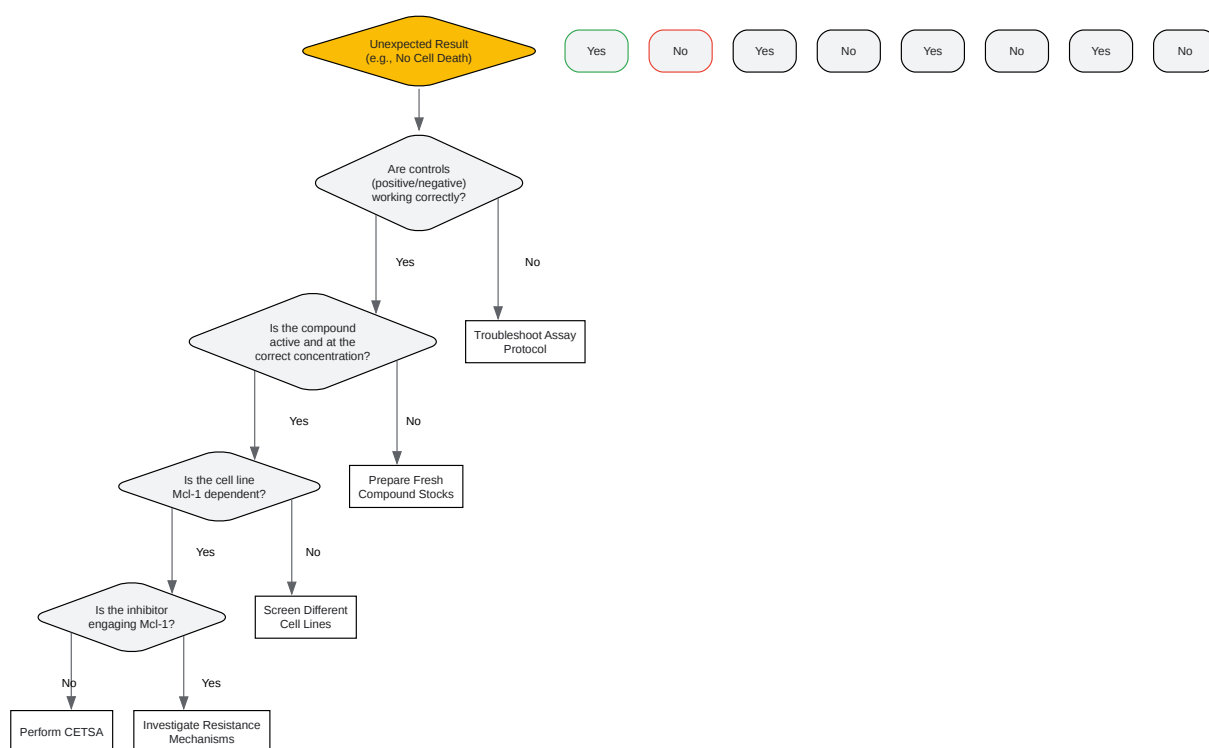 Unexpected Result
(e.g., No Cell Death)
Yes
No
Yes
No
Yes
No
Yes
No
Are controls
(positive/negative)
working correctly?
Yes
No
Is the compound
active and at the
correct concentration?
Troubleshoot Assay
Protocol
Yes
No
Is the cell line
Mcl-1 dependent?
Prepare Fresh
Compound Stocks
Yes
No
Is the inhibitor
engaging Mcl-1?
Screen Different
Cell Lines
No
Yes
Perform CETSA
Investigate Resistance
Mechanisms